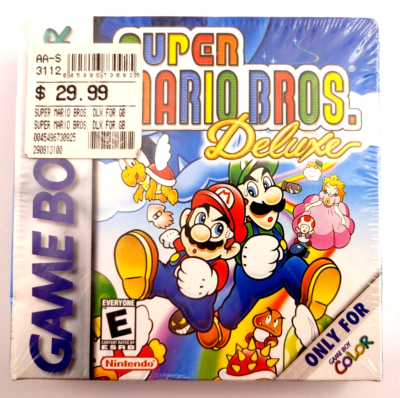 AA-S
3112
045496730925
$ 29.99
SUPER MARIO BROS. DLX FOR GB
SUPER MARIO BROS. DLX FOR GB
0045496730925
290813100
SUPER
MARIO BROS.
Deluxe
GAME BOY
EVERYONE
E
CONTENT RATED BY
ESRB
Nintendo
ONLY FOR
GAME BOY
COLOR